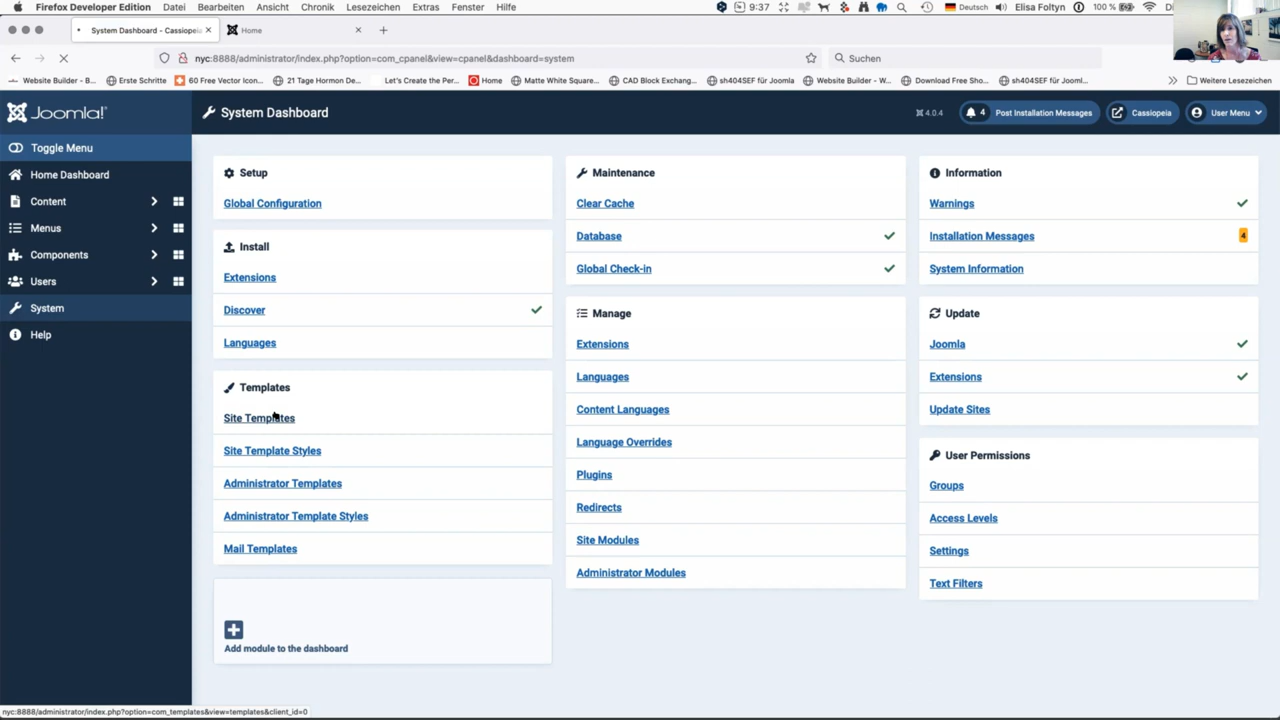 Firefox Developer Edition Datei Bearbeiten Ansicht Chronik Lesezeichen Extras Fenster Hilfe 9:37 Deutsch Elisa Foltyn 100 %
System Dashboard - Cassiopeia
Home
nyc:8888/administrator/index.php?option=com_cpanel&view=cpanel&dashboard=system
Suchen
Website Builder - B... Erste Schritte 60 Free Vector Icon... 21 Tage Hormon De... Let's Create the Per... Home Matte White Square... CAD Block Exchang... sh404SEF für Joomla Website Builder - W... Download Free Sho... sh404SEF für Jooml... Weitere Lesezeichen
Joomla!
System Dashboard
4.0.4
4 Post Installation Messages
Cassiopeia
User Menu
Toggle Menu
Home Dashboard
Content
Menus
Components
Users
System
Help
Setup
Global Configuration
Install
Extensions
Discover
Languages
Templates
Site Templates
Site Template Styles
Administrator Templates
Administrator Template Styles
Mail Templates
Add module to the dashboard
Maintenance
Clear Cache
Database
Global Check-in
Manage
Extensions
Languages
Content Languages
Language Overrides
Plugins
Redirects
Site Modules
Administrator Modules
Information
Warnings
Installation Messages 4
System Information
Update
Joomla
Extensions
Update Sites
User Permissions
Groups
Access Levels
Settings
Text Filters
nyc:8888/administrator/index.php?option=com_templates&view=templates&client_id=0